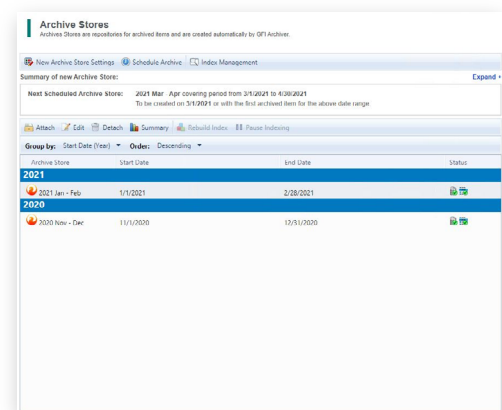 Archive Stores
Archives Stores are repositories for archived items and are created automatically by GFI Archiver.
New Archive Store Settings Schedule Archive Index Management
Summary of new Archive Store: Expand
Next Scheduled Archive Store: 2021 Mar - Apr covering period from 3/1/2021 to 4/30/2021
To be created on 3/1/2021 or with the first archived item for the above date range
Attach Edit Detach Summary Rebuild Index Pause Indexing
Group by: Start Date (Year) Order: Descending
Archive Store Start Date End Date Status
2021
2021 Jan - Feb 1/1/2021 2/28/2021
2020
2020 Nov - Dec 11/1/2020 12/31/2020